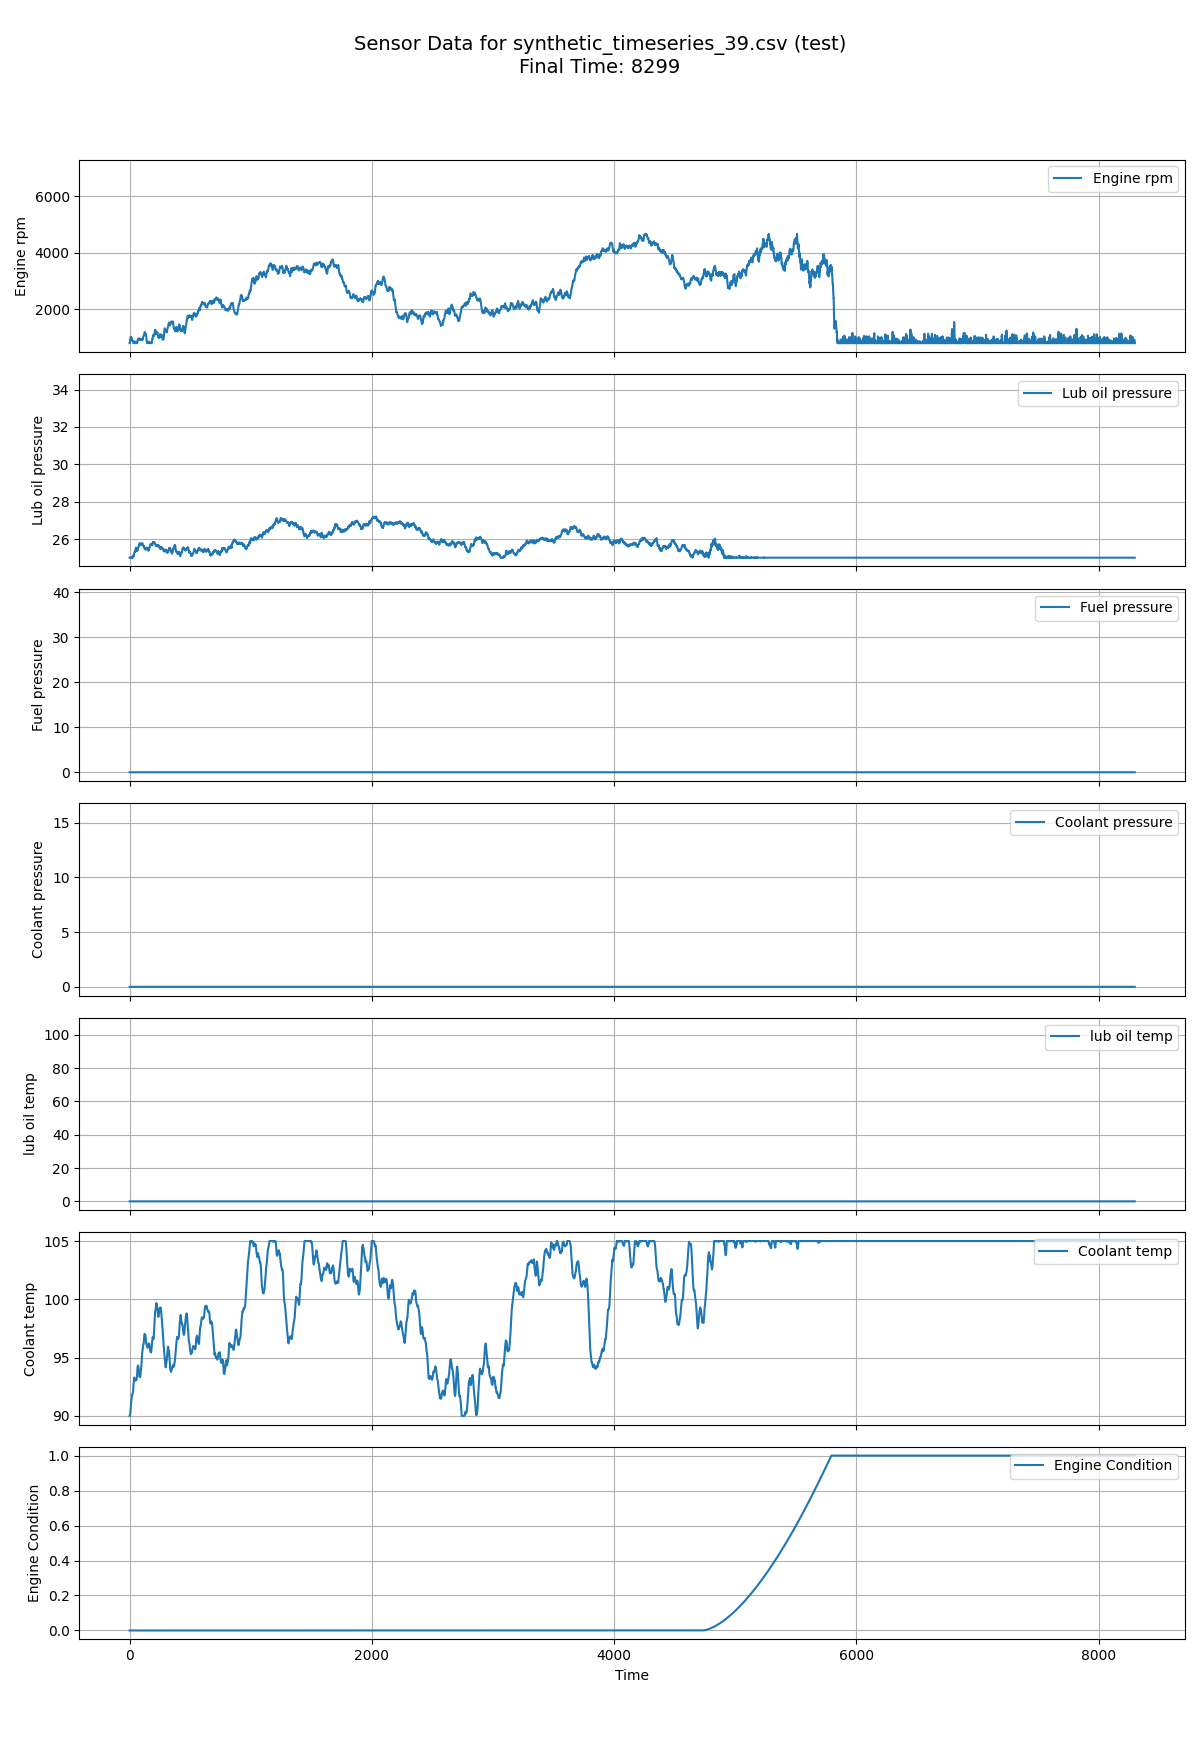 Sensor Data for synthetic_timeseries_39.csv (test)
Final Time: 8299
Engine rpm
6000
4000
2000
Engine rpm
Lub oil pressure
34
32
30
28
26
Lub oil pressure
Fuel pressure
40
30
20
10
0
Fuel pressure
Coolant pressure
15
10
5
0
Coolant pressure
lub oil temp
100
80
60
40
20
0
lub oil temp
Coolant temp
105
100
95
90
Coolant temp
Engine Condition
1.0
0.8
0.6
0.4
0.2
0.0
Engine Condition
0 2000 4000 6000 8000
Time